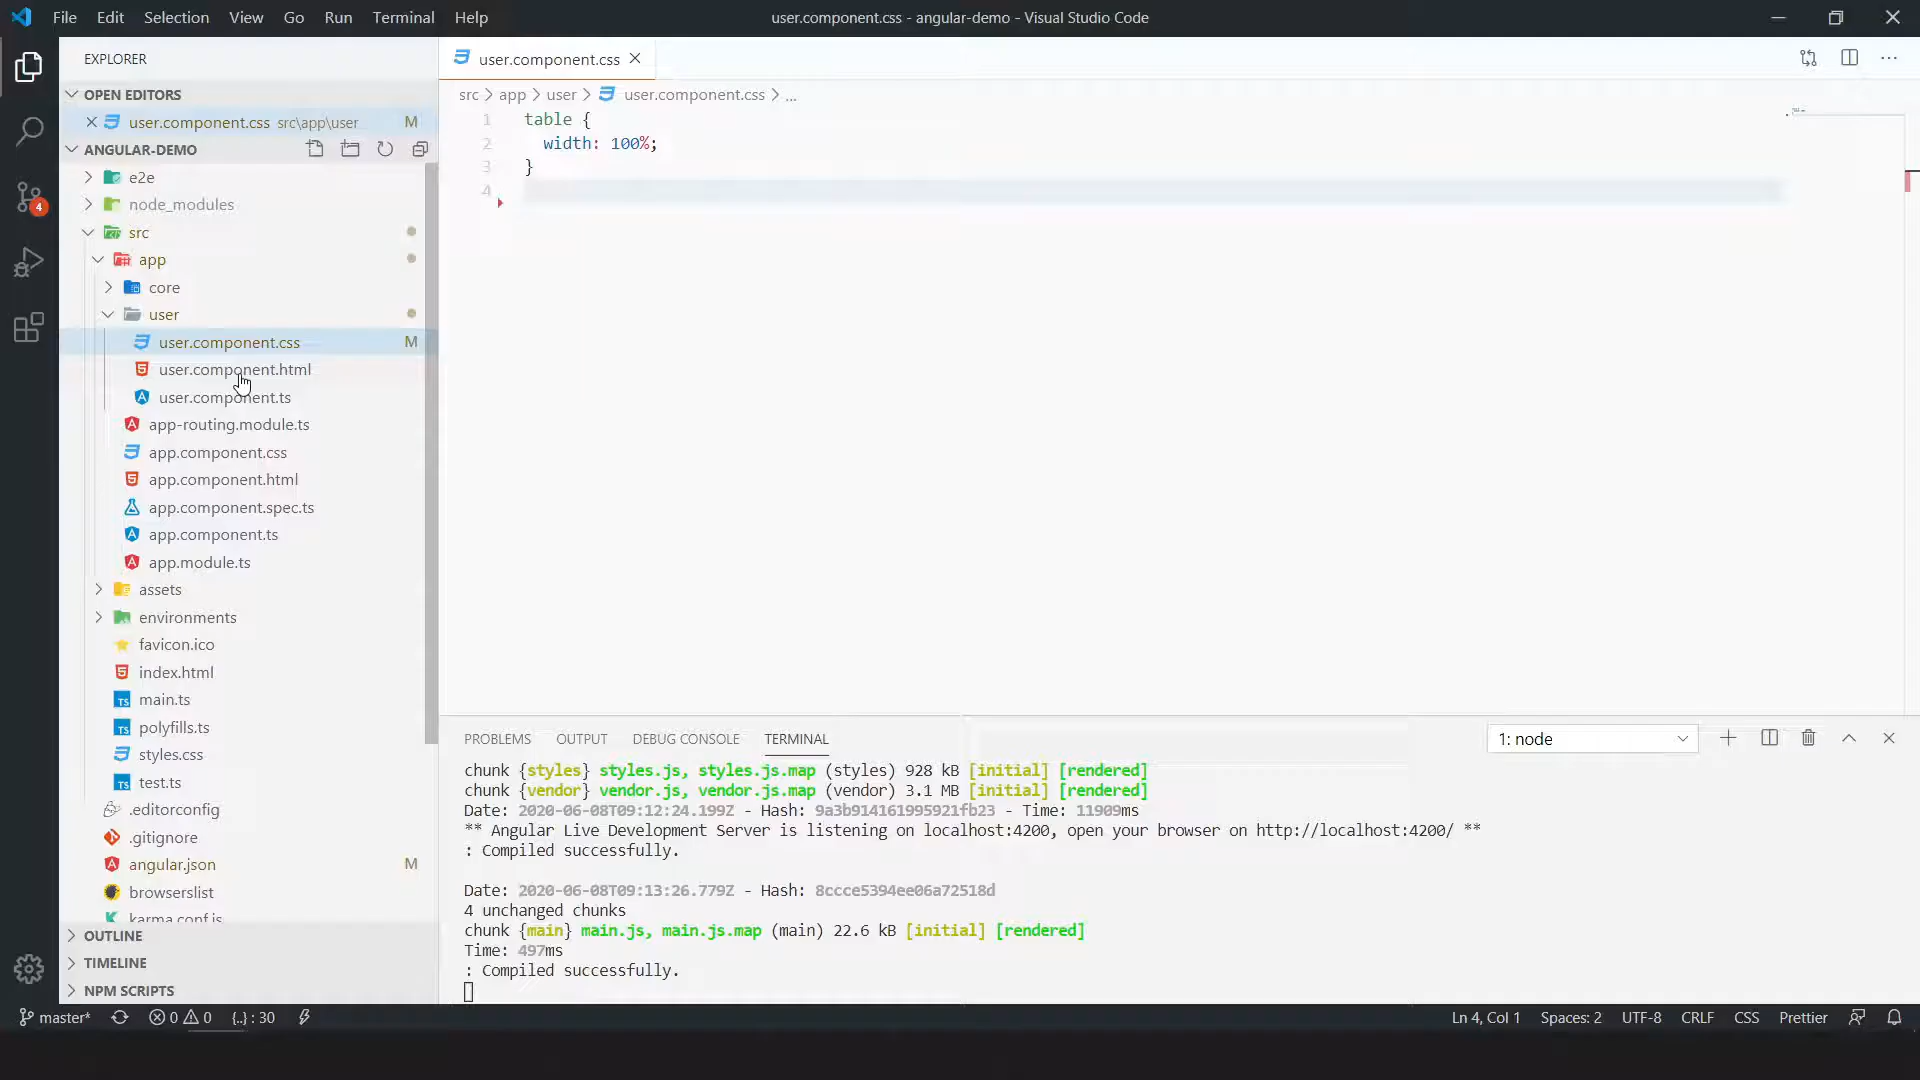 File Edit Selection View Go Run Terminal Help
user.component.css - angular-demo - Visual Studio Code
EXPLORER
OPEN EDITORS
user.component.css src\app\user M
ANGULAR-DEMO
e2e
node_modules
src
app
core
user
user.component.css M
user.component.html
user.component.ts
app-routing.module.ts
app.component.css
app.component.html
app.component.spec.ts
app.component.ts
app.module.ts
assets
environments
favicon.ico
index.html
main.ts
polyfills.ts
styles.css
test.ts
.editorconfig
.gitignore
angular.json M
browserslist
karma.conf.js
OUTLINE
TIMELINE
NPM SCRIPTS
4
user.component.css
src > app > user > user.component.css > ...
1 table {
2 width: 100%;
3 }
4
PROBLEMS OUTPUT DEBUG CONSOLE TERMINAL
1: node
chunk {styles} styles.js, styles.js.map (styles) 928 kB [initial] [rendered]
chunk {vendor} vendor.js, vendor.js.map (vendor) 3.1 MB [initial] [rendered]
Date: 2020-06-08T09:12:24.199Z - Hash: 9a3b914161995921fb23 - Time: 11909ms
** Angular Live Development Server is listening on localhost:4200, open your browser on http://localhost:4200/ **
: Compiled successfully.
Date: 2020-06-08T09:13:26.779Z - Hash: 8ccce5394ee06a72518d
4 unchanged chunks
chunk {main} main.js, main.js.map (main) 22.6 kB [initial] [rendered]
Time: 497ms
: Compiled successfully.
master* 0 0 {..} : 30
Ln 4, Col 1 Spaces: 2 UTF-8 CRLF CSS Prettier